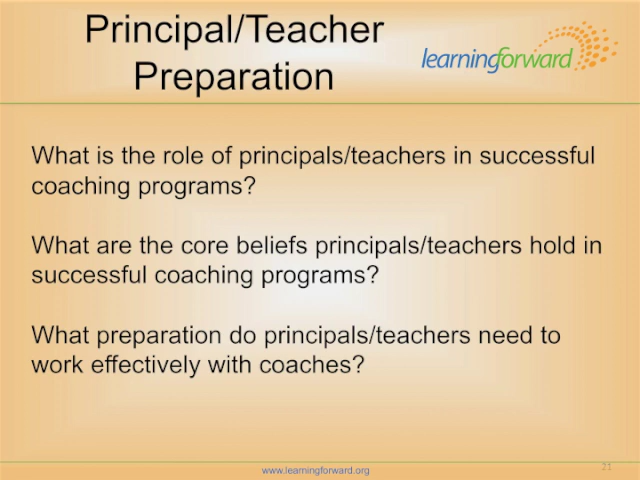 Principal/Teacher
Preparation
learningforward
What is the role of principals/teachers in successful
coaching programs?
What are the core beliefs principals/teachers hold in
successful coaching programs?
What preparation do principals/teachers need to
work effectively with coaches?
www.learningforward.org
21